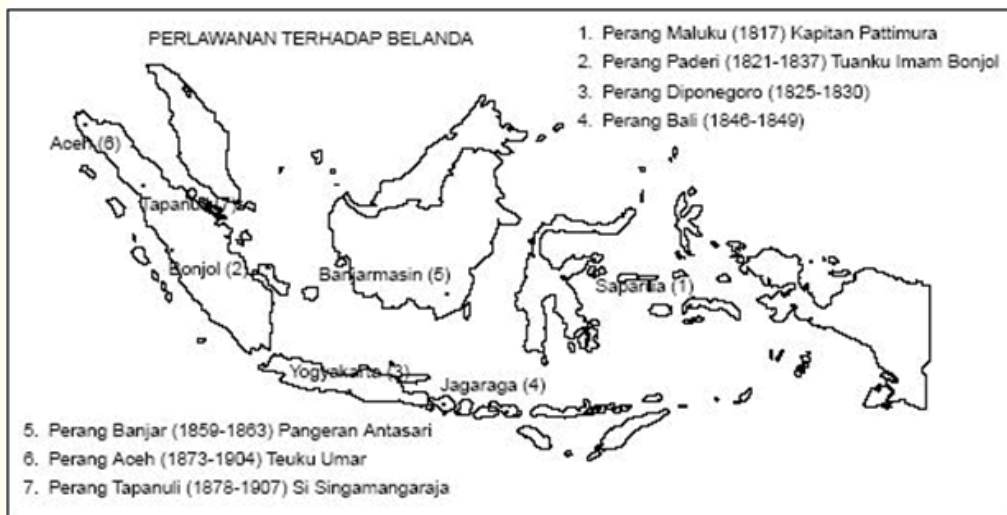 PERLAWANAN TERHADAP BELANDA
1. Perang Maluku (1817) Kapitan Pattimura
2. Perang Paderi (1821-1837) Tuanku Imam Bonjol
3. Perang Diponegoro (1825-1830)
4. Perang Bali (1846-1849)
Aceh (6)
Tapanuli (7)
Bonjol (2)
Banjarmasin (5)
Saparua (1)
Yogyakarta (3)
Jagaraga (4)
5. Perang Banjar (1859-1863) Pangeran Antasari
6. Perang Aceh (1873-1904) Teuku Umar
7. Perang Tapanuli (1878-1907) Si Singamangaraja